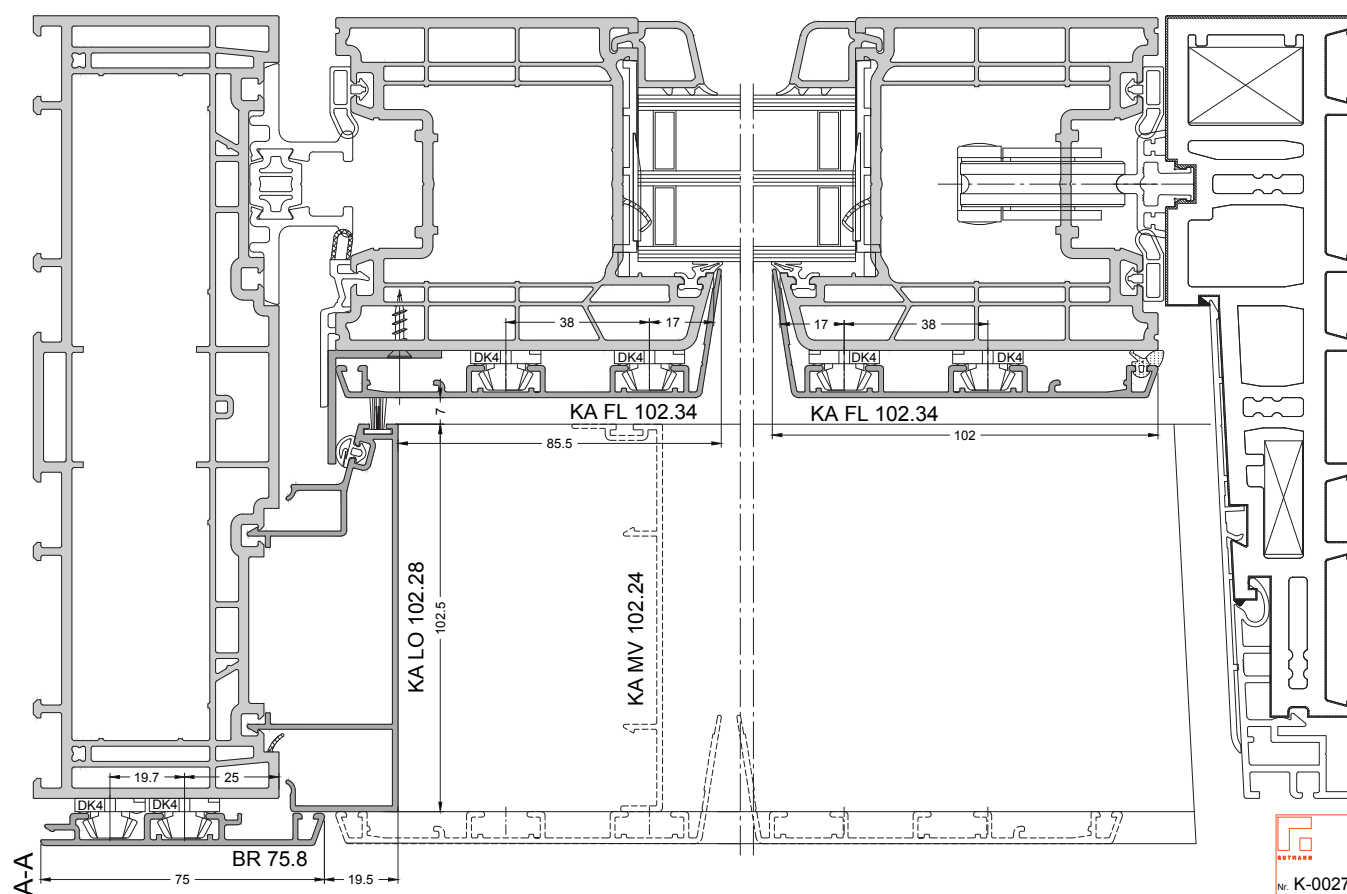 38
17
17
38
DK4
DK4
DK4
DK4
7
KA FL 102.34
KA FL 102.34
85.5
102
KA LO 102.28
102.5
KA MV 102.24
19.7
25
DK4
DK4
BR 75.8
A-A
75
19.5
GUTMANN
Nr. K-0027